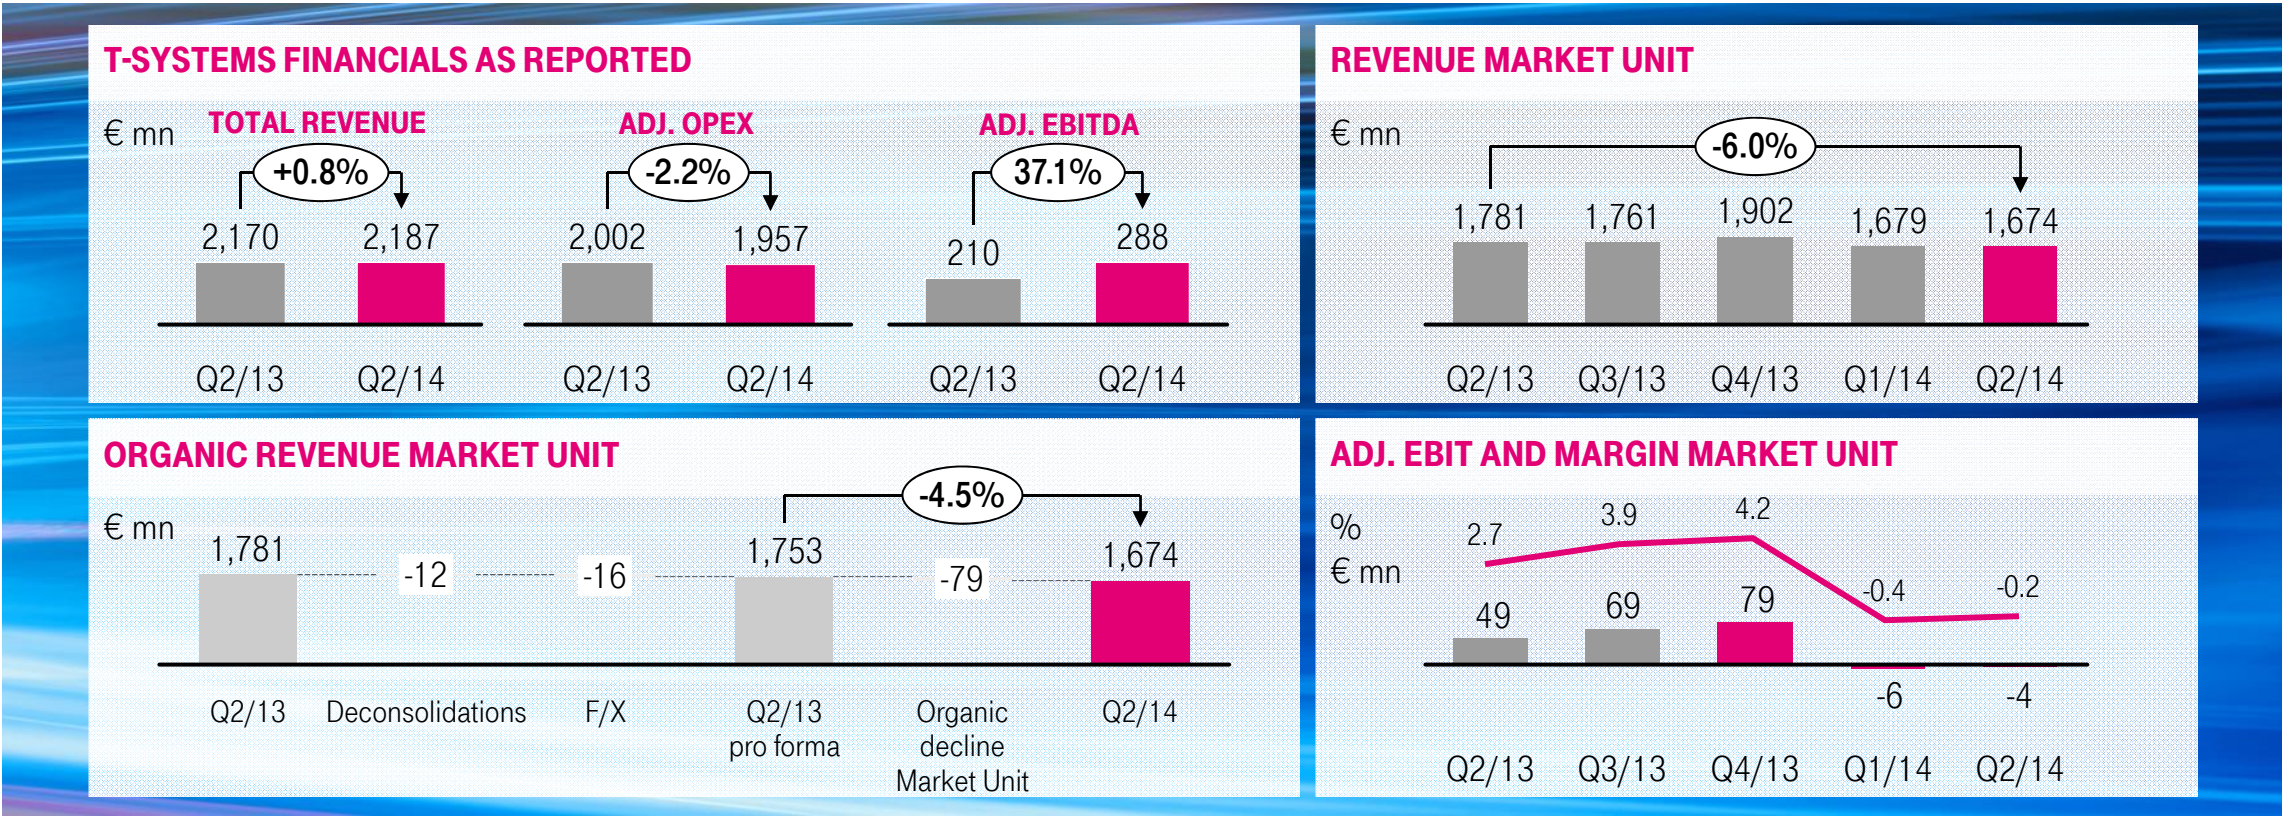 T-SYSTEMS FINANCIALS AS REPORTED
€ mn
TOTAL REVENUE
+0.8%
2,170 2,187
Q2/13 Q2/14
ADJ. OPEX
-2.2%
2,002 1,957
Q2/13 Q2/14
ADJ. EBITDA
37.1%
210 288
Q2/13 Q2/14
REVENUE MARKET UNIT
€ mn
-6.0%
1,781 1,761 1,902 1,679 1,674
Q2/13 Q3/13 Q4/13 Q1/14 Q2/14
ORGANIC REVENUE MARKET UNIT
€ mn
-4.5%
1,781 -12 -16 1,753 -79 1,674
Q2/13
Deconsolidations
F/X
Q2/13
pro forma
Organic
decline
Market Unit
Q2/14
ADJ. EBIT AND MARGIN MARKET UNIT
%
2.7 3.9 4.2 -0.4 -0.2
€ mn
49 69 79 -6 -4
Q2/13 Q3/13 Q4/13 Q1/14 Q2/14